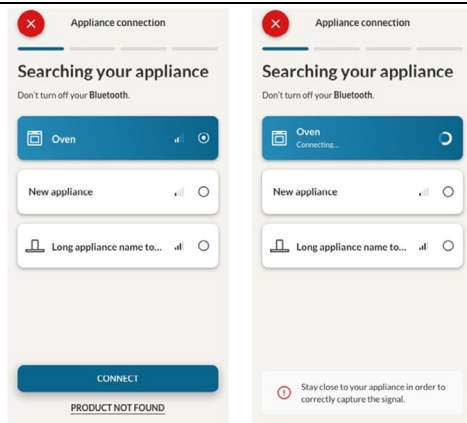 Appliance connection
Searching your appliance
Don't turn off your Bluetooth.
Oven
New appliance
Long appliance name to...
CONNECT
PRODUCT NOT FOUND
Appliance connection
Searching your appliance
Don't turn off your Bluetooth.
Oven
Connecting...
New appliance
Long appliance name to...
Stay close to your appliance in order to
correctly capture the signal.